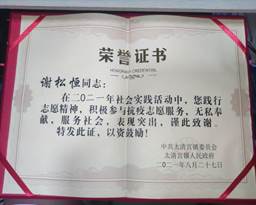 荣誉证书
HONORARY CREDENTIAL
谢松恒同志:
在二〇二一年社会实践活动中，您践行
志愿精神，积极参与抗疫志愿服务，无私奉
献，服务社会，表现突出，谨此致谢。
特发此证，以资鼓励！
中共太清宫镇委员会
太清宫镇人民政府
二〇二一年八月二十七日